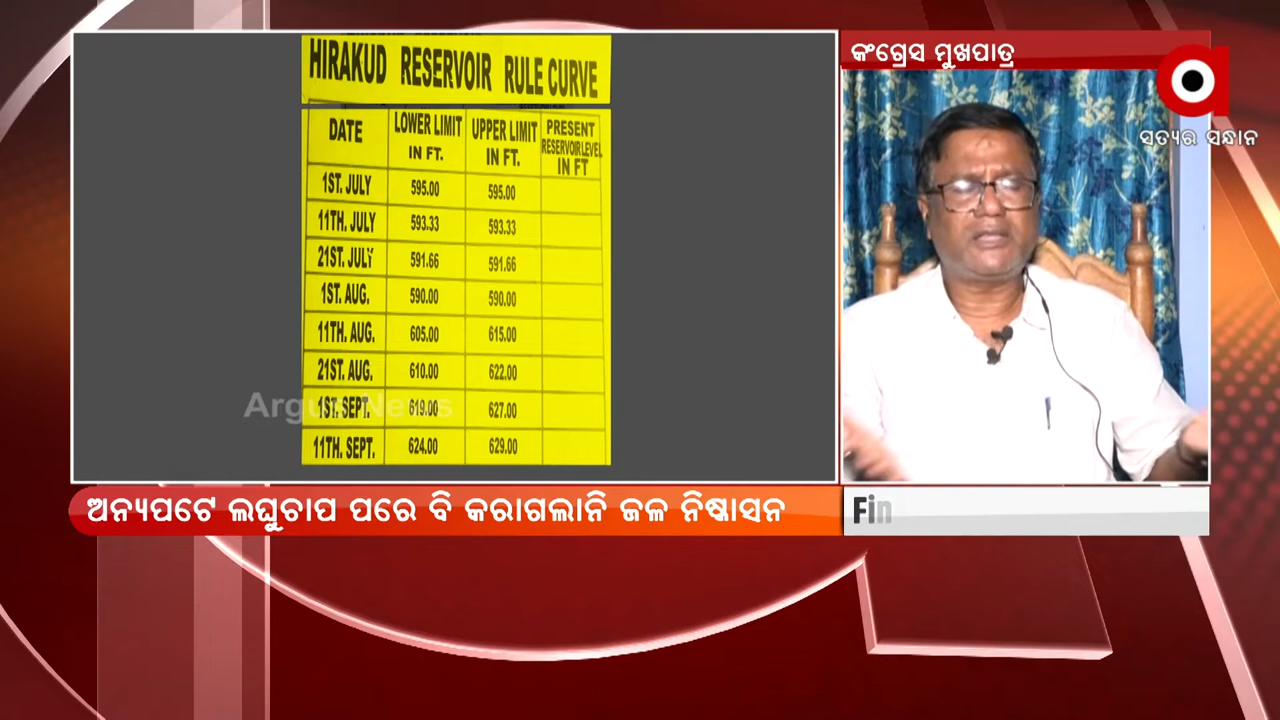 HIRAKUD RESERVOIR RULE CURVE
DATE LOWER LIMIT IN FT. UPPER LIMIT IN FT. PRESENT RESERVOIR LEVEL IN FT
1ST. JULY 595.00 595.00
11TH. JULY 593.33 593.33
21ST. JULY 591.66 591.66
1ST. AUG. 590.00 590.00
11TH. AUG. 605.00 615.00
21ST. AUG. 610.00 622.00
1ST. SEPT. 619.00 627.00
11TH. SEPT. 624.00 629.00
Argus News
କଂଗ୍ରେସ ମୁଖପାତ୍ର
ସତ୍ୟର ସନ୍ଧାନ
ଅନ୍ୟପଟେ ଲଘୁଚାପ ପରେ ବି କରାଗଲାନି ଜଳ ନିଷ୍କାସନ
Fin